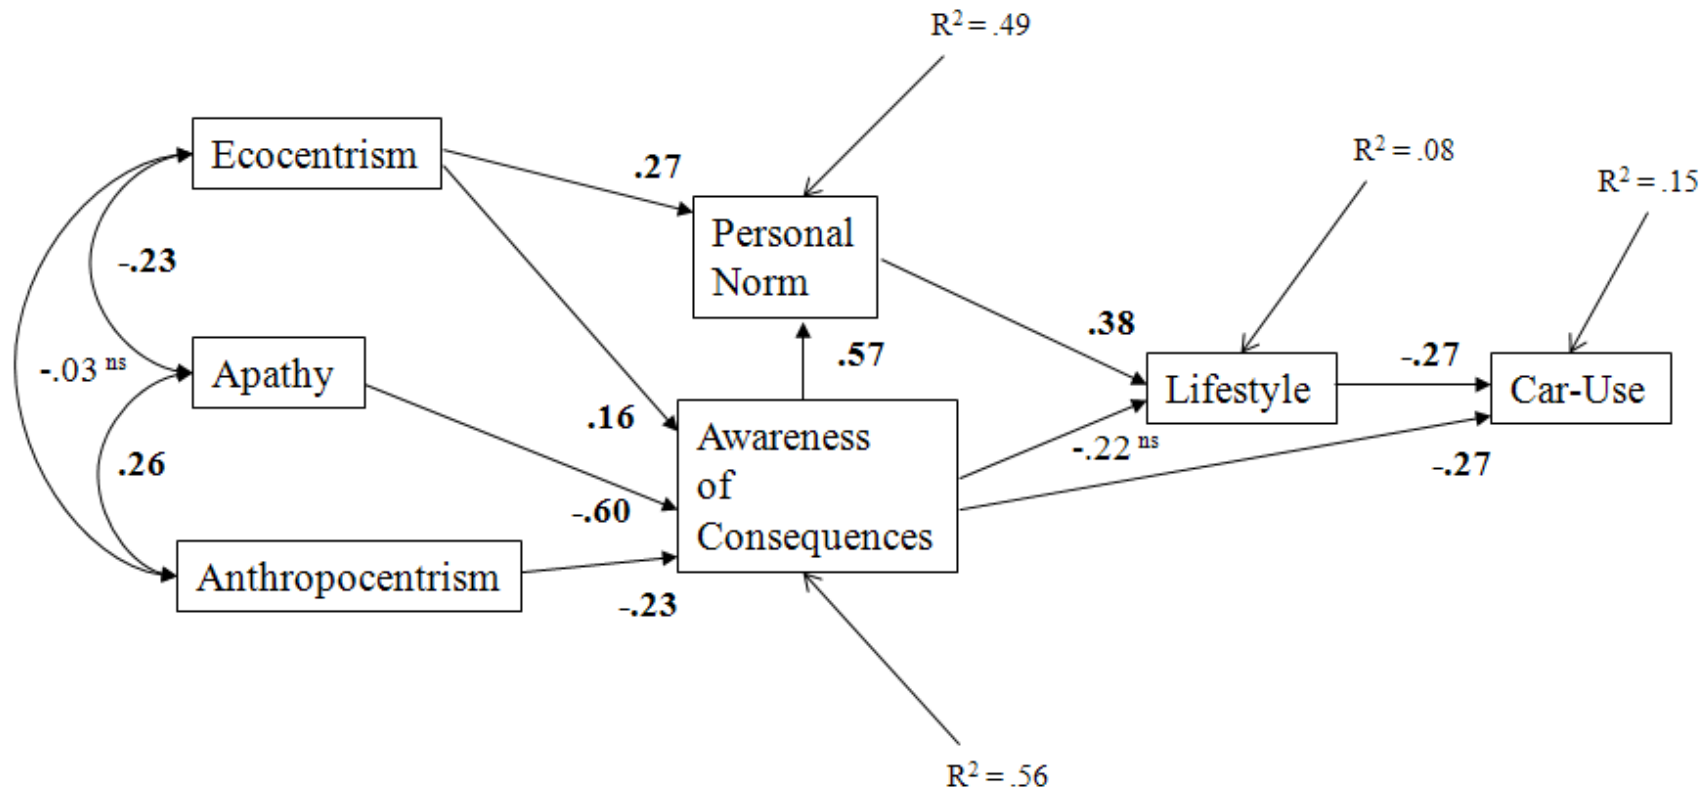 R² = .49
R² = .08
R² = .15
Ecocentrism
.27
Personal
Norm
-.23
.38
-.03 ns
Apathy
.57
Lifestyle
-.27
Car-Use
.16
Awareness
of
Consequences
-.22 ns
-.27
.26
-.60
Anthropocentrism
-.23
R² = .56